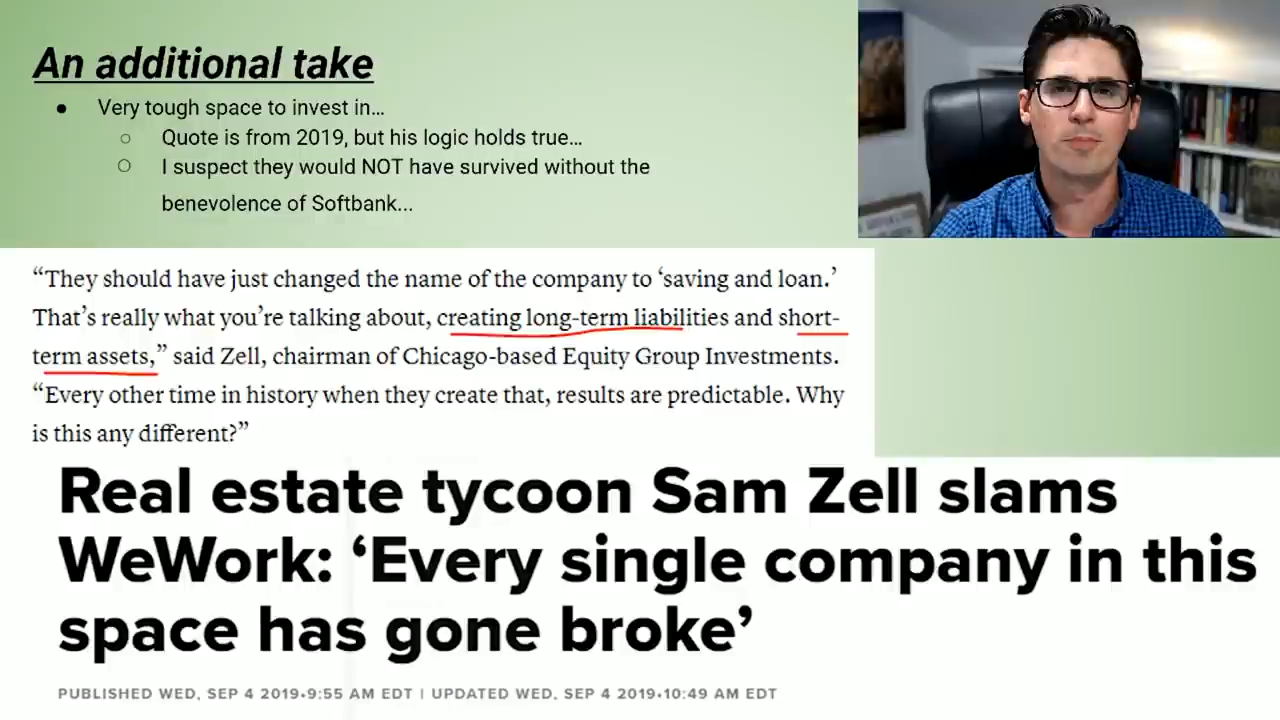 An additional take
● Very tough space to invest in…
○ Quote is from 2019, but his logic holds true…
○ I suspect they would NOT have survived without the
benevolence of Softbank...
“They should have just changed the name of the company to ‘saving and loan.’
That’s really what you’re talking about, creating long-term liabilities and short-
term assets,” said Zell, chairman of Chicago-based Equity Group Investments.
“Every other time in history when they create that, results are predictable. Why
is this any different?”
Real estate tycoon Sam Zell slams
WeWork: ‘Every single company in this
space has gone broke’
PUBLISHED WED, SEP 4 2019•9:55 AM EDT | UPDATED WED, SEP 4 2019•10:49 AM EDT